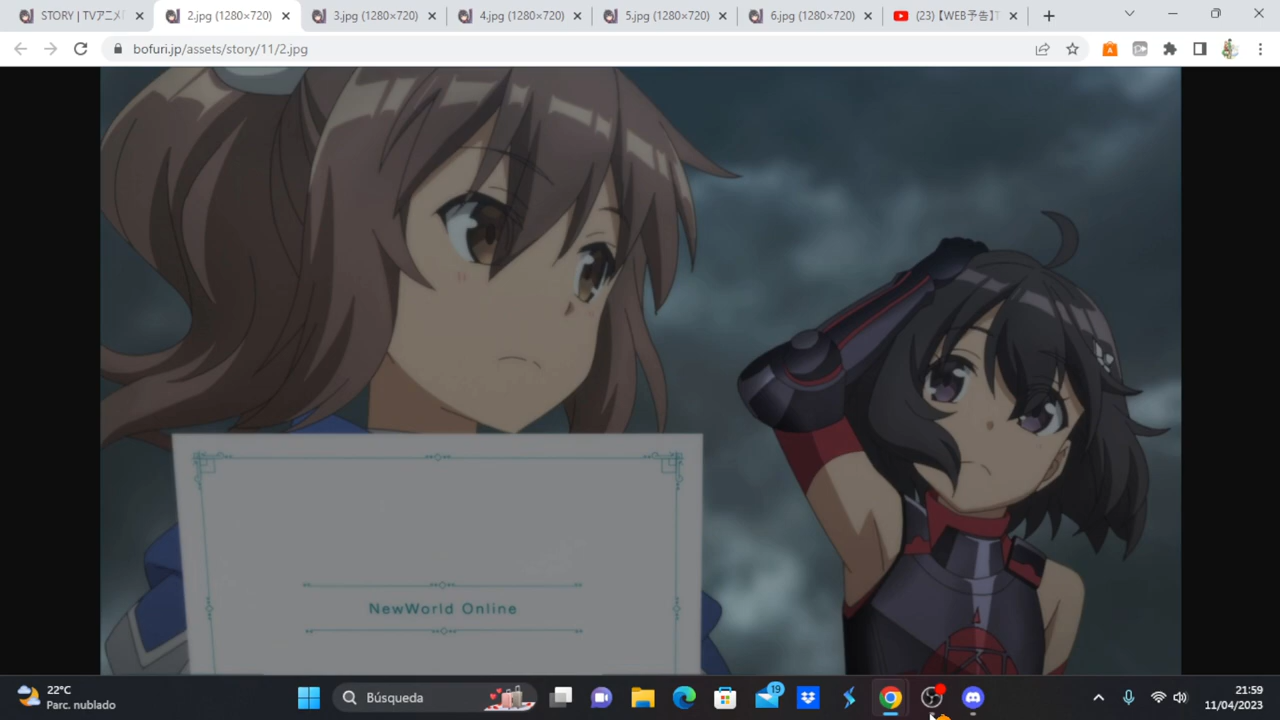 STORY | TVアニメ「
2.jpg (1280×720)
3.jpg (1280×720)
4.jpg (1280×720)
5.jpg (1280×720)
6.jpg (1280×720)
(23)【WEB予告】T
bofuri.jp/assets/story/11/2.jpg
NewWorld Online
22°C
Parc. nublado
Búsqueda
19
21:59
11/04/2023